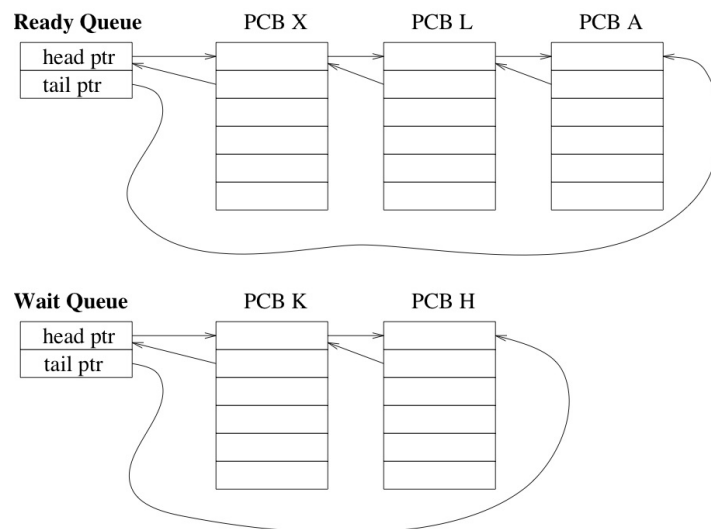 Ready Queue
PCB X
PCB L
PCB A
head ptr
tail ptr
Wait Queue
PCB K
PCB H
head ptr
tail ptr